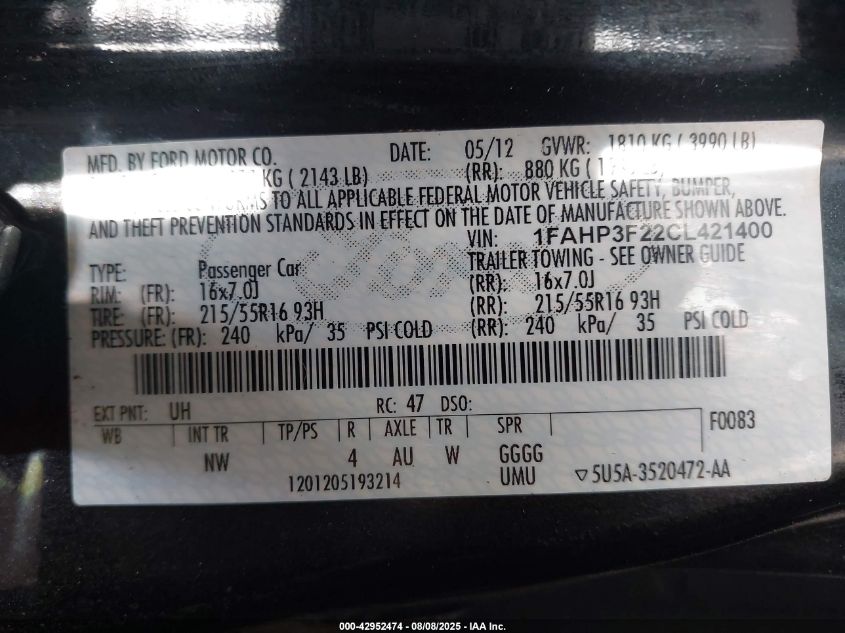 MFD. BY FORD MOTOR CO. DATE: 05/12 GVWR: 1810 KG ( 3990 LB)
KG ( 2143 LB) (RR): 880 KG (
TO ALL APPLICABLE FEDERAL MOTOR VEHICLE SAFETY, BUMPER,
AND THEFT PREVENTION STANDARDS IN EFFECT ON THE DATE OF MANUFACTURE SHOWN ABOVE.
VIN: 1FAHP3F22CL421400
TYPE: Passenger Car TRAILER TOWING - SEE OWNER GUIDE
RIM: (FR): 16x7.0J (RR): 16x7.0J
TIRE: (FR): 215/55R16 93H (RR): 215/55R16 93H
PRESSURE: (FR): 240 kPa/ 35 PSI COLD (RR): 240 kPa/ 35 PSI COLD
EXT PNT: UH RC: 47 DSO:
WB INT TR TP/PS R AXLE TR SPR F0083
NW 4 AU W GGGG
1201205193214 UMU ▽5U5A-3520472-AA
000-42952474 - 08/08/2025 - IAA Inc.